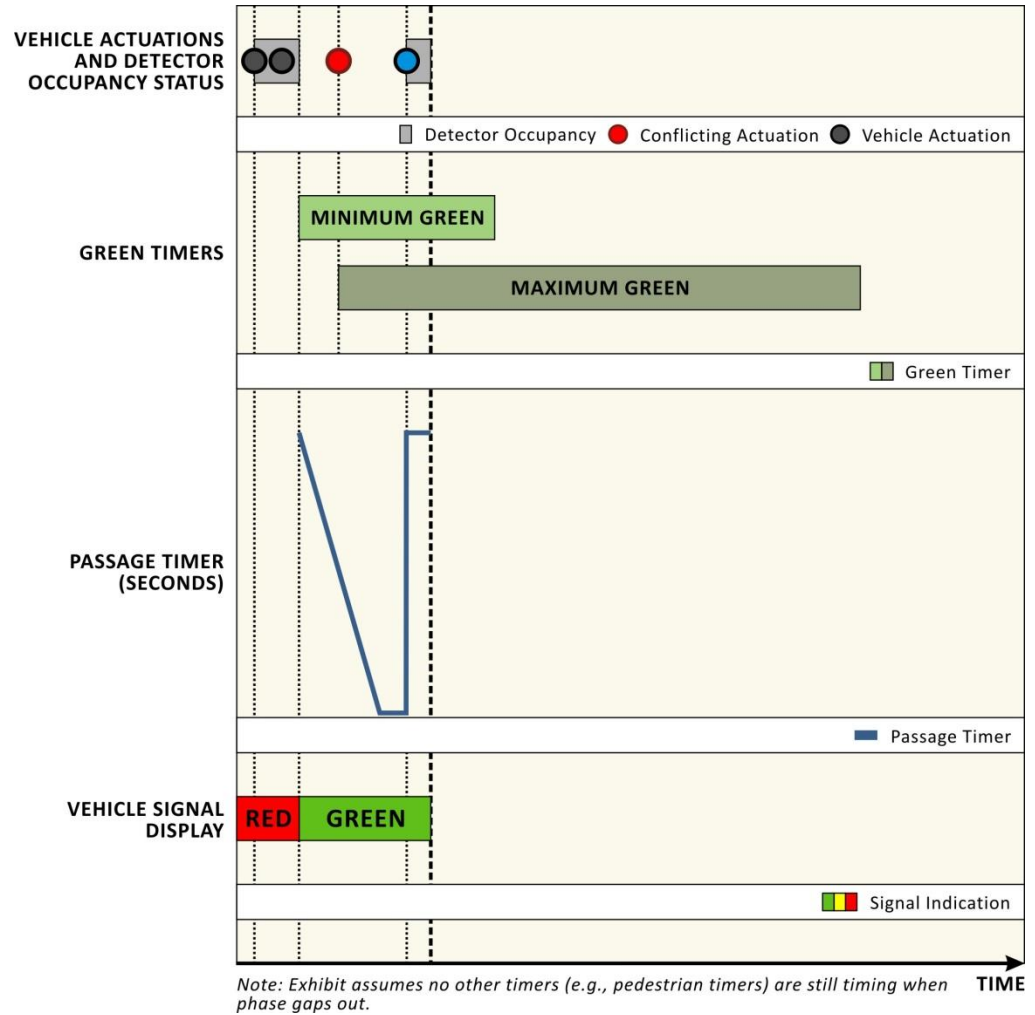 VEHICLE ACTUATIONS
AND DETECTOR
OCCUPANCY STATUS
Detector Occupancy Conflicting Actuation Vehicle Actuation
MINIMUM GREEN
GREEN TIMERS
MAXIMUM GREEN
Green Timer
PASSAGE TIMER
(SECONDS)
Passage Timer
VEHICLE SIGNAL
DISPLAY
RED GREEN
Signal Indication
TIME
Note: Exhibit assumes no other timers (e.g., pedestrian timers) are still timing when
phase gaps out.